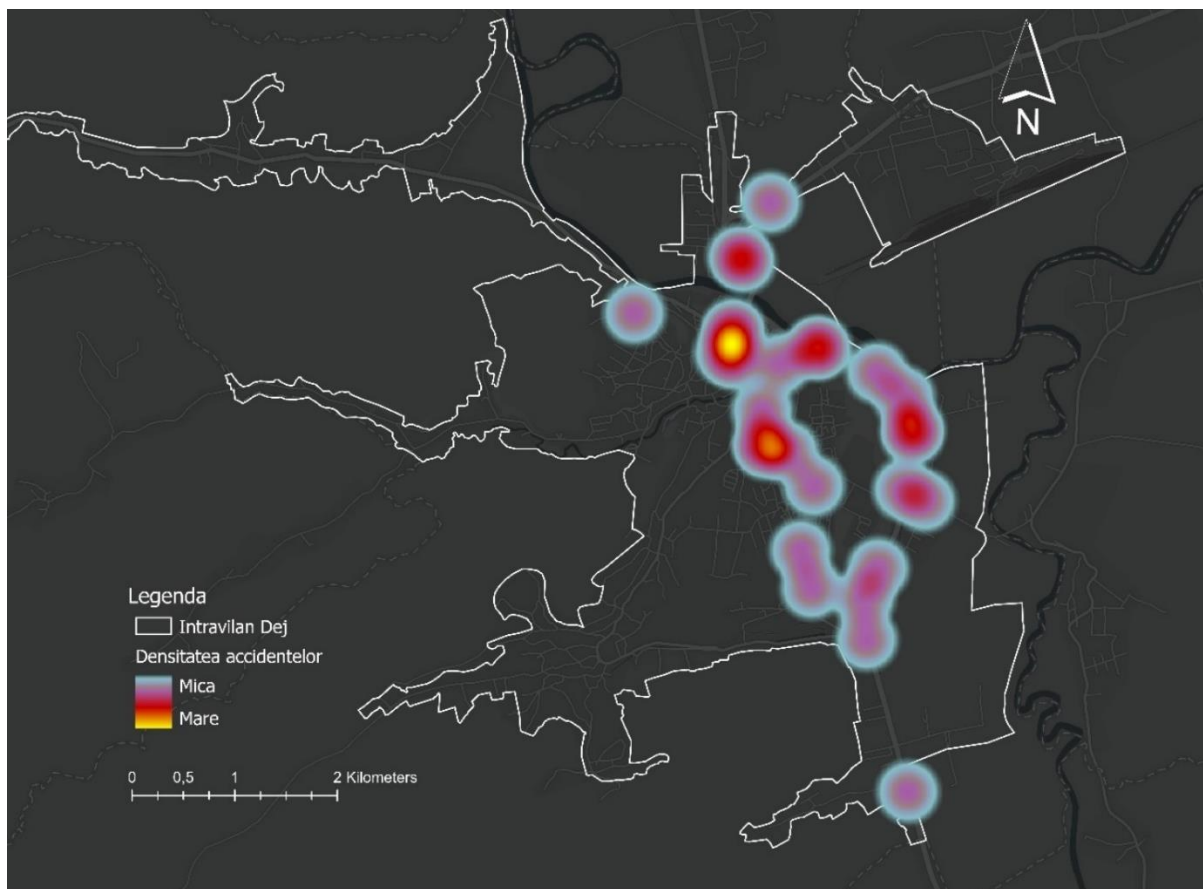 N
Legenda
Intravilan Dej
Densitatea accidentelor
Mica
Mare
0 0,5 1 2 Kilometers